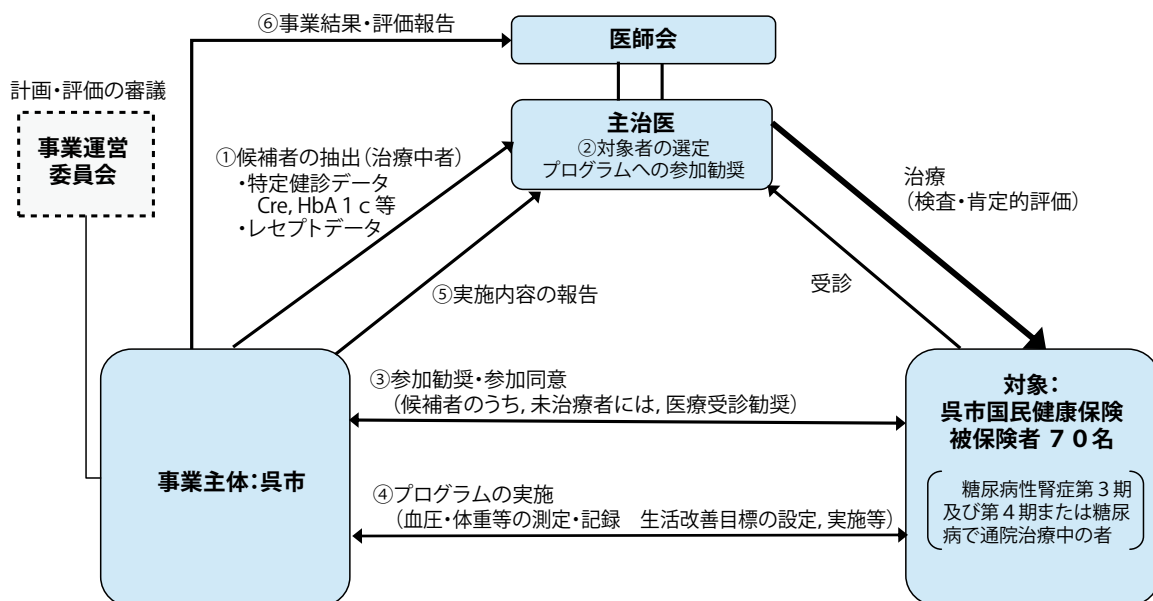 ⑥事業結果・評価報告
医師会
計画・評価の審議
事業運営
委員会
主治医
②対象者の選定
プログラムへの参加勧奨
①候補者の抽出(治療中者)
・特定健診データ
Cre, HbA 1 c 等
・レセプトデータ
治療
(検査・肯定的評価)
⑤実施内容の報告
受診
事業主体:呉市
③参加勧奨・参加同意
(候補者のうち, 未治療者には, 医療受診勧奨)
④プログラムの実施
(血圧・体重等の測定・記録 生活改善目標の設定, 実施等)
対象:
呉市国民健康保険
被保険者 70名
糖尿病性腎症第3期
及び第4期または糖尿
病で通院治療中の者